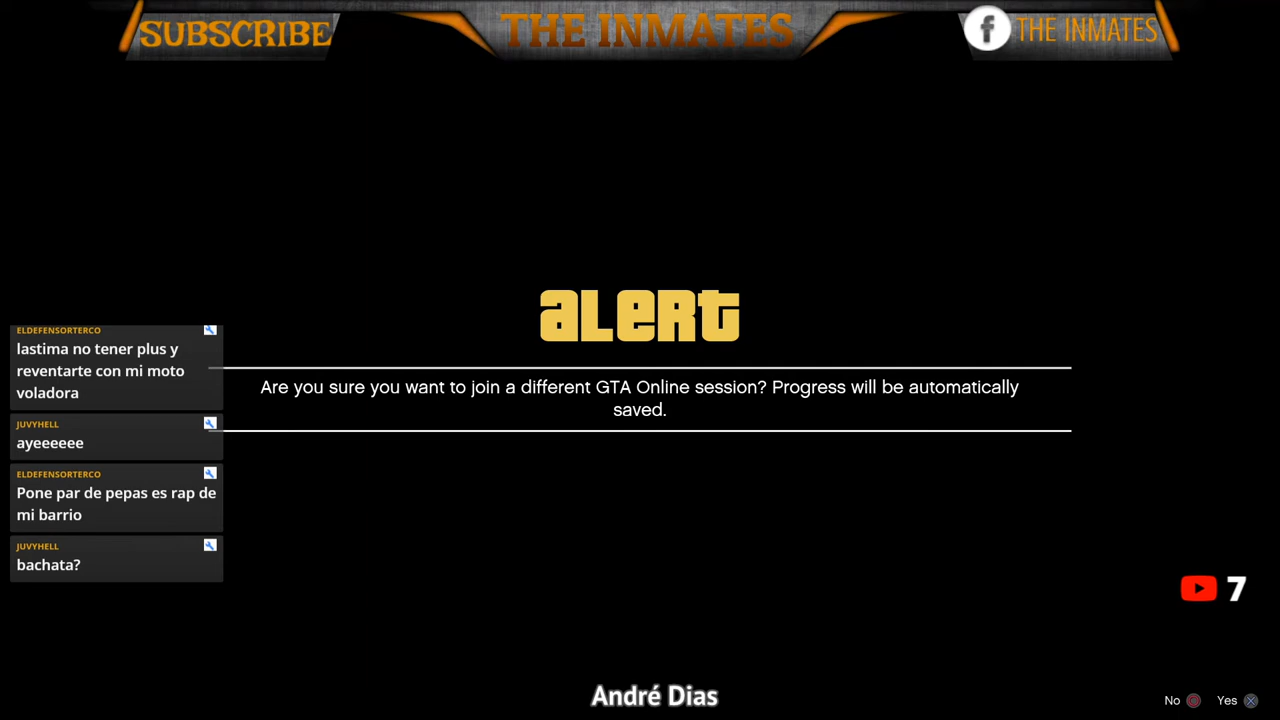 SUBSCRIBE
THE INMATES
THE INMATES
aLeRt
Are you sure you want to join a different GTA Online session? Progress will be automatically
saved.
ELDEFENSORTERCO
lastima no tener plus y
reventarte con mi moto
voladora
JUVYHELL
ayeeeeee
ELDEFENSORTERCO
Pone par de pepas es rap de
mi barrio
JUVYHELL
bachata?
7
André Dias
No Yes